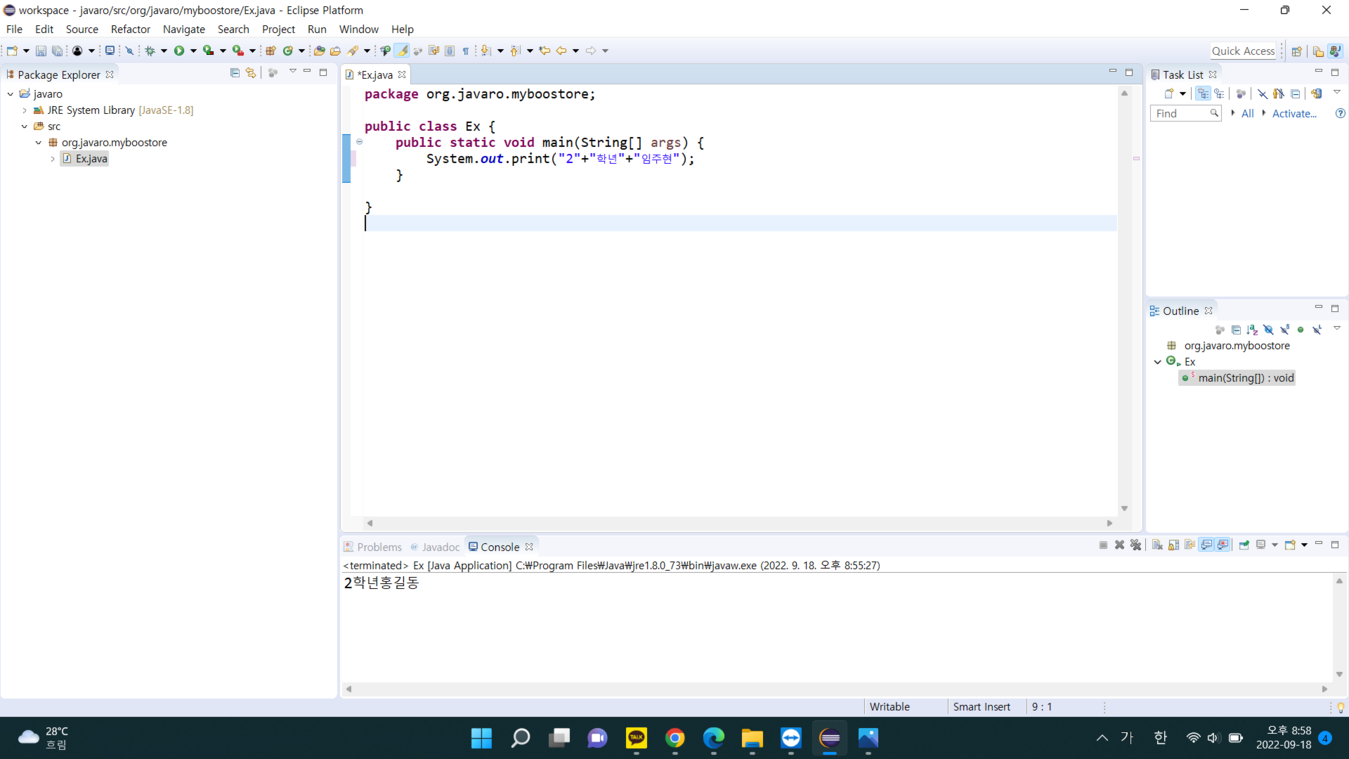 workspace - javaro/src/org/javaro/myboostore/Ex.java - Eclipse Platform
File Edit Source Refactor Navigate Search Project Run Window Help
Quick Access
Package Explorer
javaro
JRE System Library [JavaSE-1.8]
src
org.javaro.myboostore
Ex.java
*Ex.java
package org.javaro.myboostore;
public class Ex {
public static void main(String[] args) {
System.out.print("2"+"학년"+"임주현");
}
}
Task List
Find All Activate...
Outline
org.javaro.myboostore
Ex
main(String[]) : void
Problems Javadoc Console
<terminated> Ex [Java Application] C:₩Program Files₩Java₩jre1.8.0_73₩bin₩javaw.exe (2022. 9. 18. 오후 8:55:27)
2학년홍길동
Writable Smart Insert 9 : 1
28°C
흐림
TALK
가 한
오후 8:58
2022-09-18
4